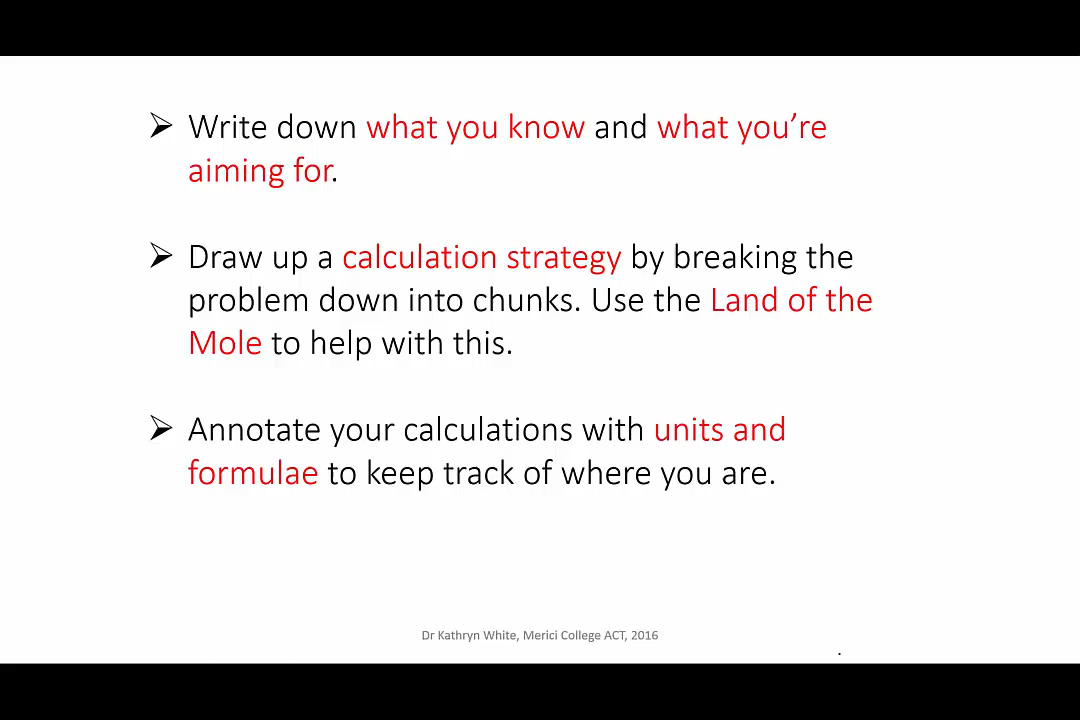 ➢ Write down what you know and what you’re
aiming for.
➢ Draw up a calculation strategy by breaking the
problem down into chunks. Use the Land of the
Mole to help with this.
➢ Annotate your calculations with units and
formulae to keep track of where you are.
Dr Kathryn White, Merici College ACT, 2016
.